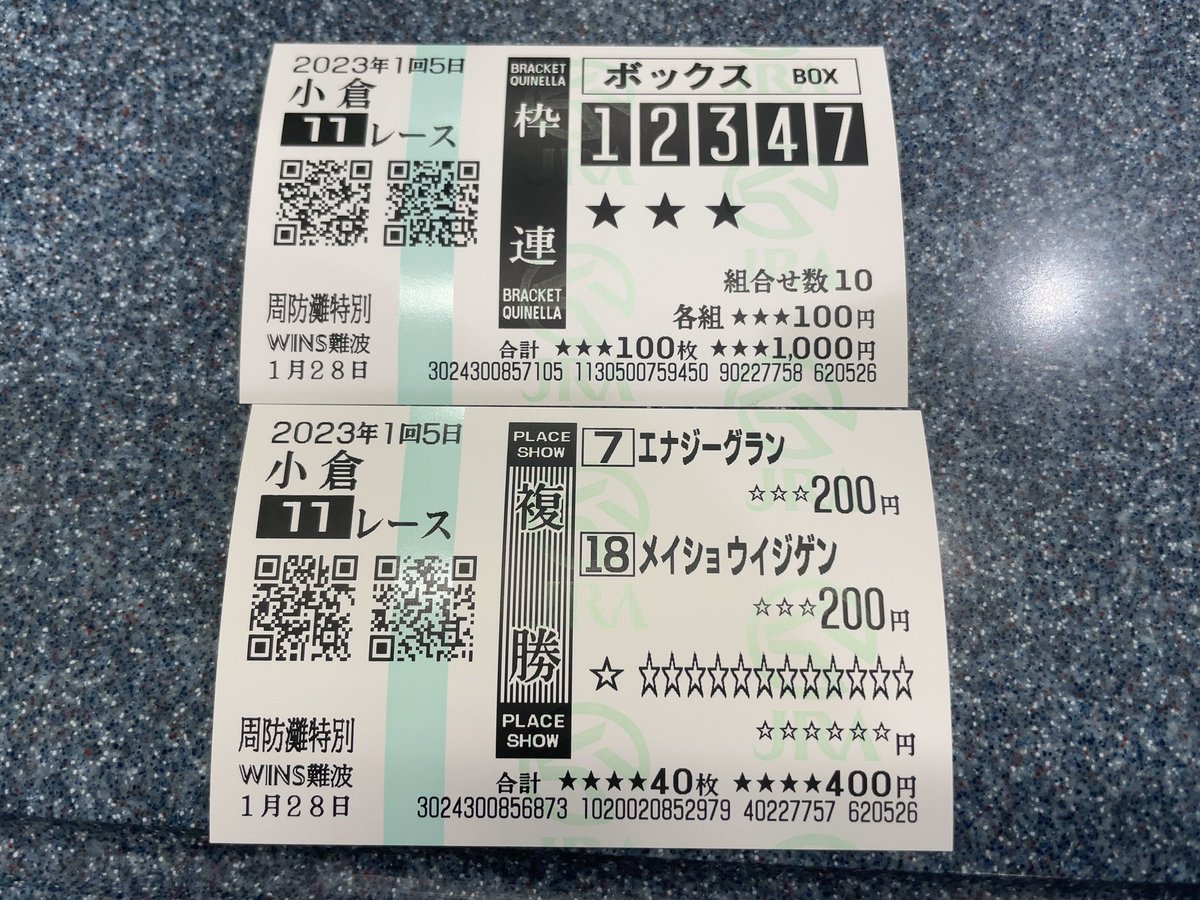 2023年1回5日
小倉
11レース
周防灘特別
WINS難波
1月28日
BRACKET QUINELLA
枠連
BRACKET QUINELLA
ボックス BOX
1 2 3 4 7
★ ★ ★
組合せ数10
各組 ★★★100円
合計 ★★★100枚 ★★★1,000円
3024300857105 1130500759450 90227758 620526
2023年1回5日
小倉
11レース
周防灘特別
WINS難波
1月28日
PLACE SHOW
複勝
PLACE SHOW
7 エナジーグラン
☆☆☆200円
18 メイショウイジゲン
☆☆☆200円
☆ ☆☆☆☆☆☆☆☆☆☆☆☆
☆☆☆☆☆☆円
合計 ★★★★40枚 ★★★★400円
3024300856873 1020020852979 40227757 620526
JRA